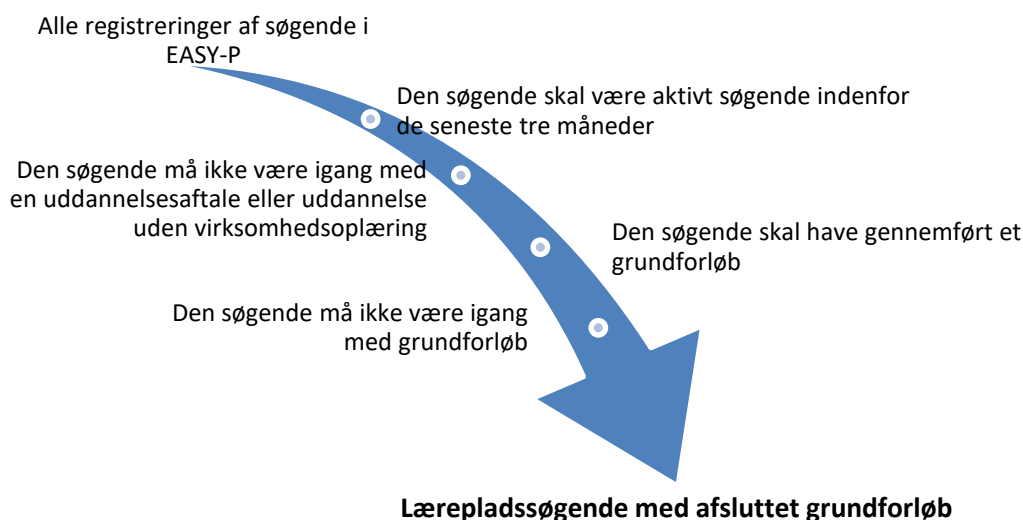 Alle registreringer af søgende i
EASY-P
Den søgende skal være aktivt søgende indenfor
de seneste tre måneder
Den søgende må ikke være igang med
en uddannelsesaftale eller uddannelse
uden virksomhedsoplæring
Den søgende skal have gennemført et
grundforløb
Den søgende må ikke være igang
med grundforløb
Lærepladssøgende med afsluttet grundforløb